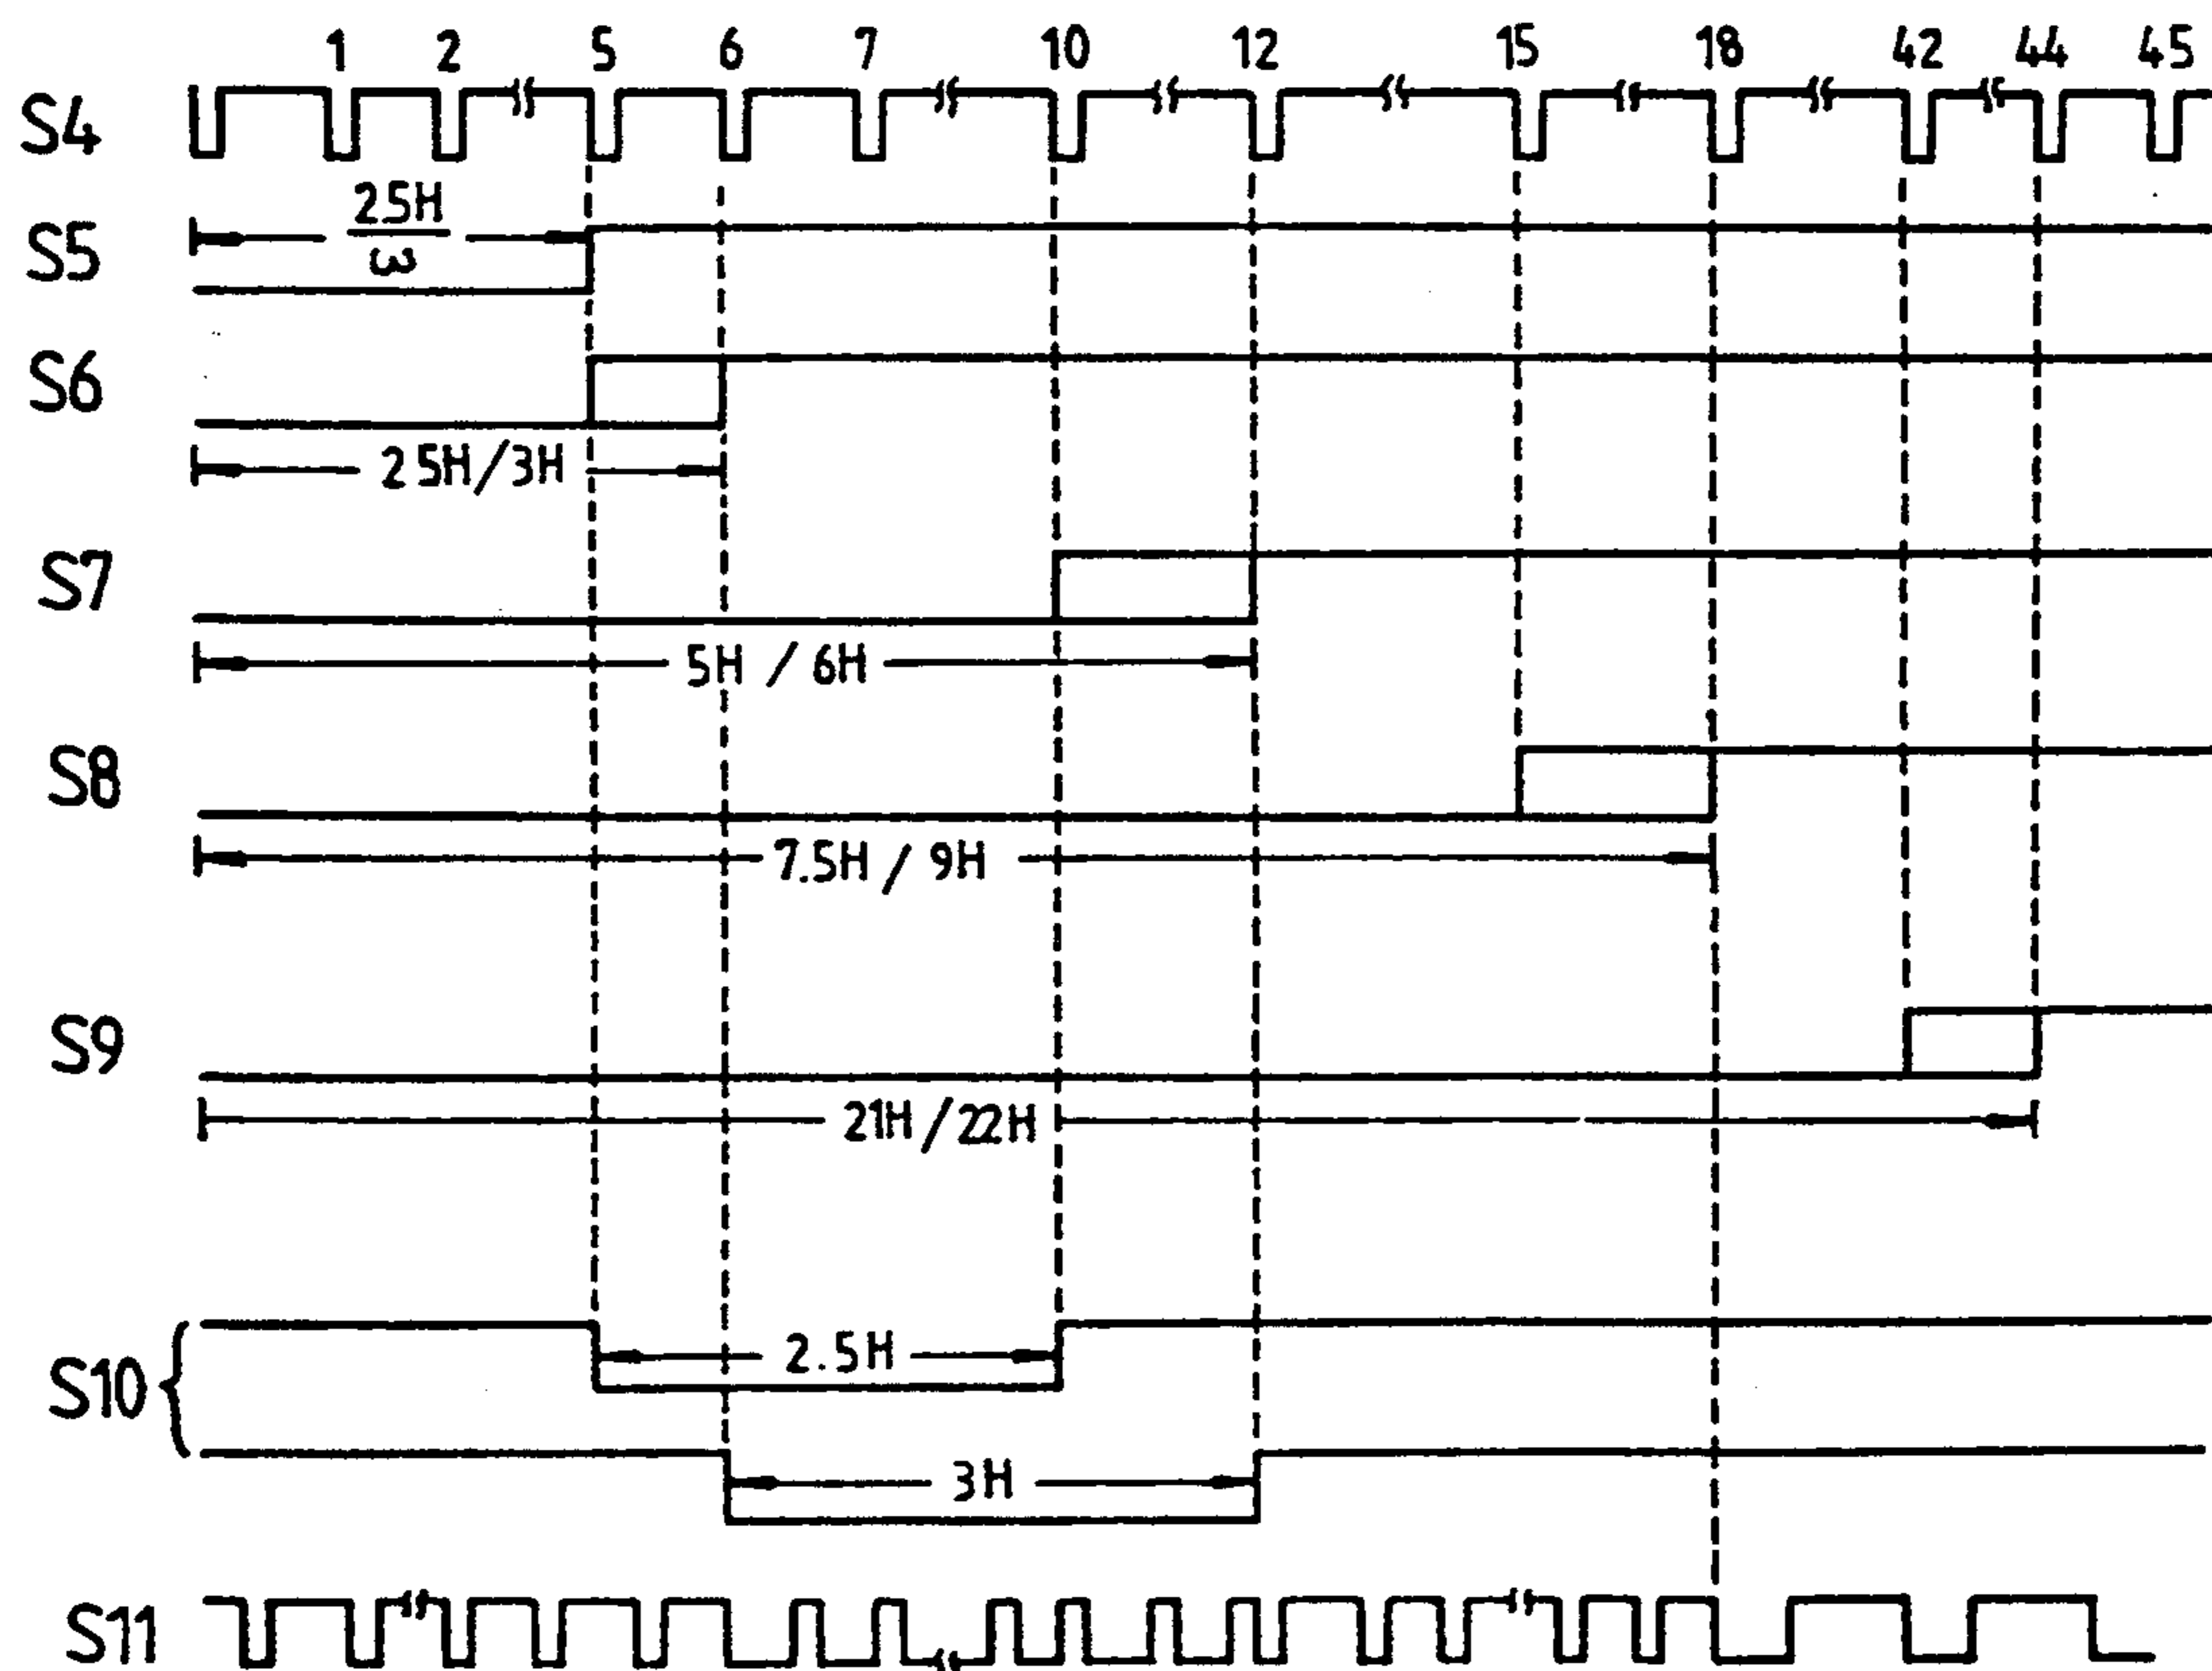 1 2 5 6 7 10 12 15 18 42 44 45
S4
25H
ω
S5
S6
25H/3H
S7
5H / 6H
S8
7.5H / 9H
S9
21H/22H
2.5H
S10
3H
S11